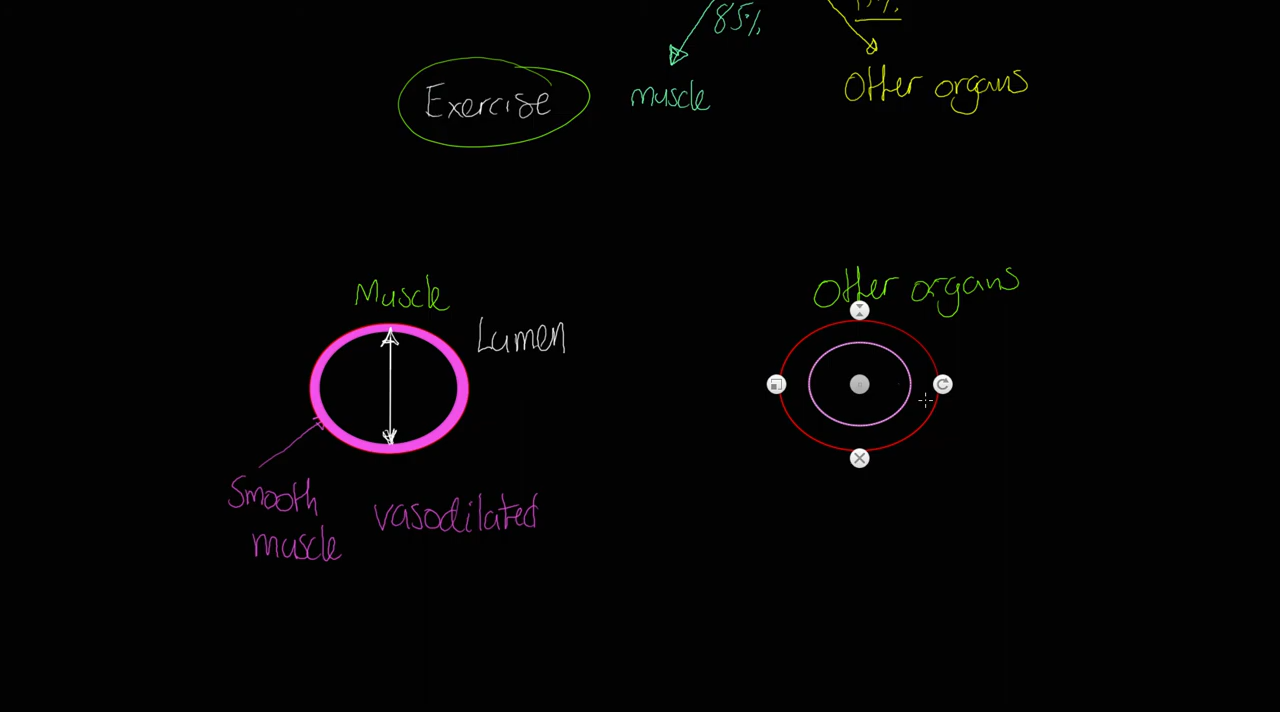 85%
Exercise
muscle
Other organs
Muscle
Other organs
Lumen
Smooth
muscle
vasodilated